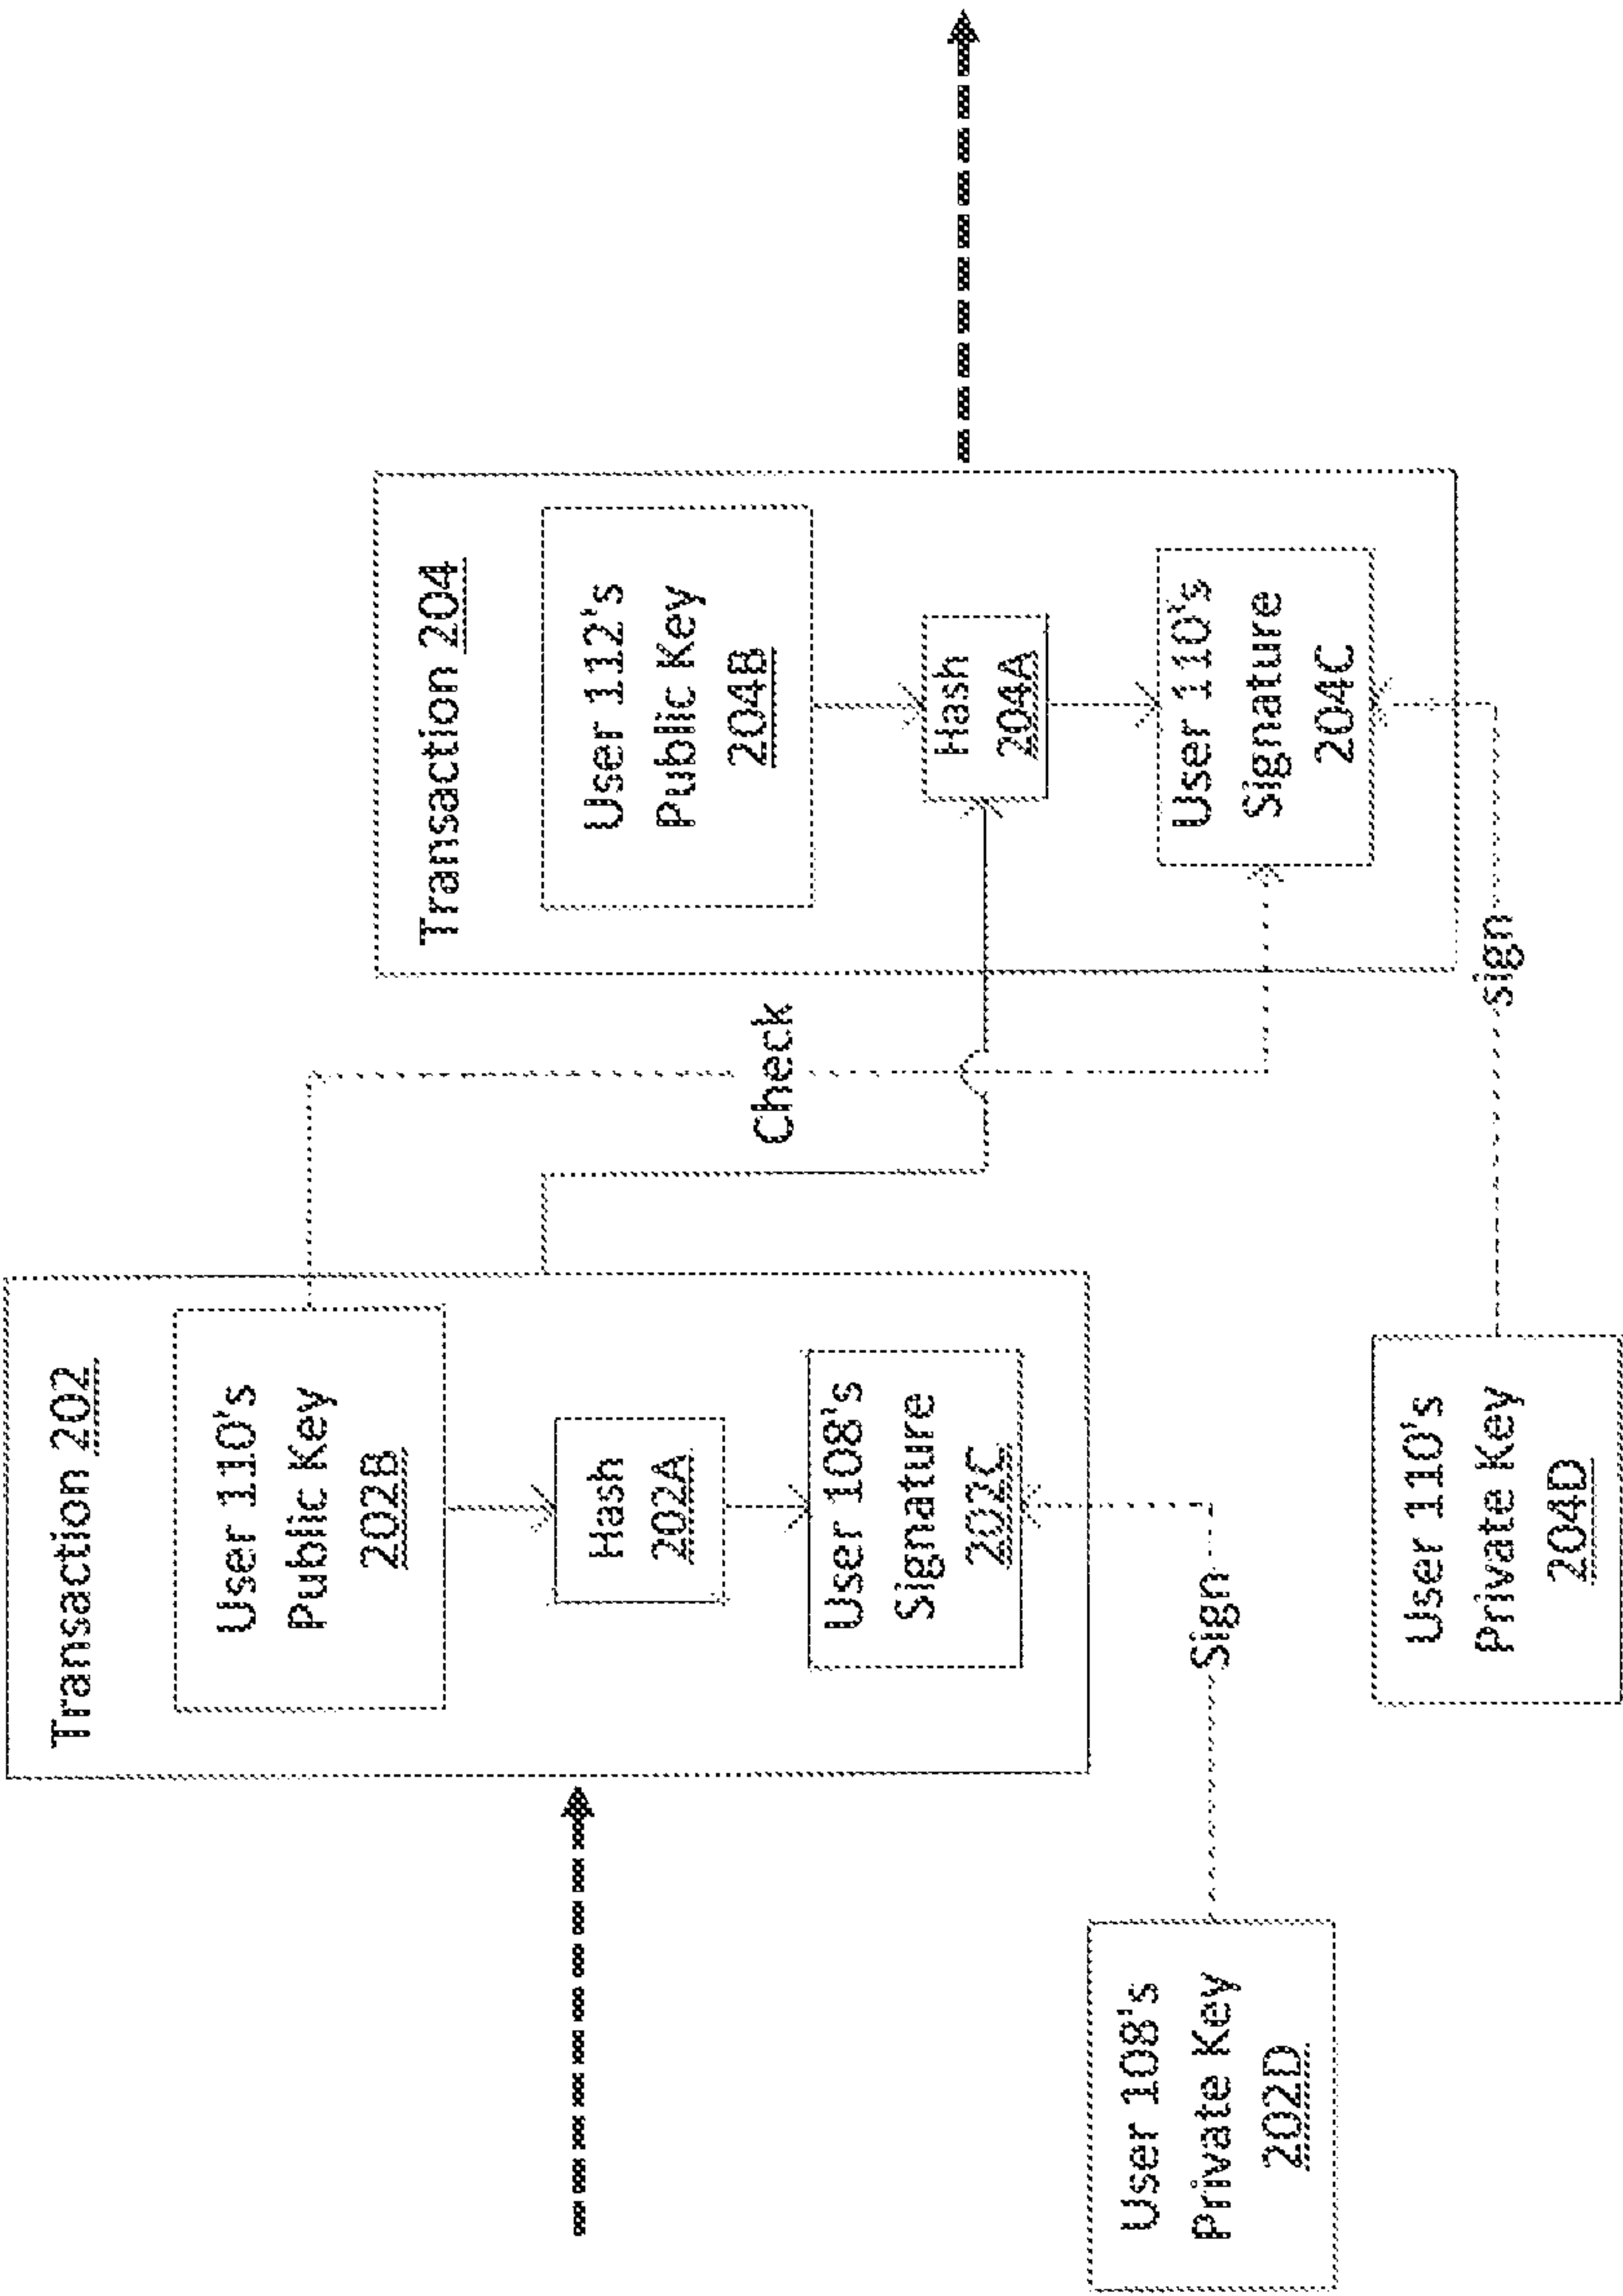 Transaction 202
User 110's
Public Key
202B
Hash
202A
User 108's
Signature
202C
User 108's
Private Key
202D
Sign
Check
Transaction 204
User 112's
Public Key
204B
Hash
204A
User 110's
Signature
204C
User 110's
Private Key
204D
sign